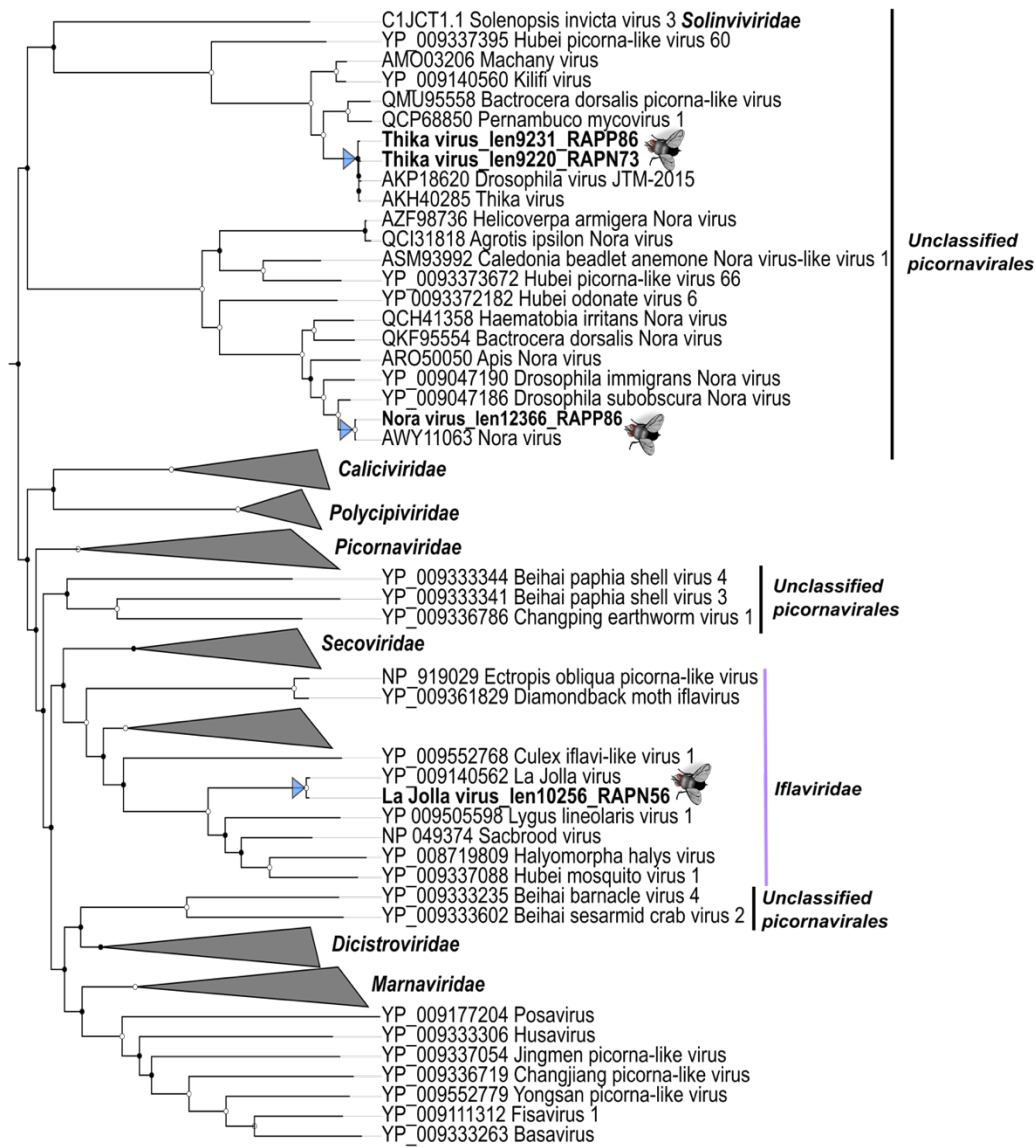 C1JCT1.1 Solenopsis invicta virus 3 Solinviviridae
YP_009337395 Hubei picorna-like virus 60
AMO03206 Machany virus
YP_009140560 Kilifi virus
QMU95558 Bactrocera dorsalis picorna-like virus
QCP68850 Pernambuco mycovirus 1
Thika virus_len9231_RAPP86
Thika virus_len9220_RAPN73
AKP18620 Drosophila virus JTM-2015
AKH40285 Thika virus
AZF98736 Helicoverpa armigera Nora virus
QCI31818 Agrotis ipsilon Nora virus
ASM93992 Caledonia beadlet anemone Nora virus-like virus 1
YP_0093373672 Hubei picorna-like virus 66
YP 0093372182 Hubei odonate virus 6
QCH41358 Haematobia irritans Nora virus
QKF95554 Bactrocera dorsalis Nora virus
ARO50050 Apis Nora virus
YP_009047190 Drosophila immigrans Nora virus
YP_009047186 Drosophila subobscura Nora virus
Nora virus_len12366_RAPP86
AWY11063 Nora virus
Unclassified
picornavirales
Caliciviridae
Polycipiviridae
Picornaviridae
YP_009333344 Beihai paphia shell virus 4
YP_009333341 Beihai paphia shell virus 3
YP_009336786 Changping earthworm virus 1
Unclassified
picornavirales
Secoviridae
NP_919029 Ectropis obliqua picorna-like virus
YP_009361829 Diamondback moth iflavirus
YP_009552768 Culex iflavi-like virus 1
YP_009140562 La Jolla virus
La Jolla virus_len10256_RAPN56
YP 009505598 Lygus lineolaris virus 1
NP 049374 Sacbrood virus
YP_008719809 Halyomorpha halys virus
YP_009337088 Hubei mosquito virus 1
Iflaviridae
YP_009333235 Beihai barnacle virus 4
YP_009333602 Beihai sesarmid crab virus 2
Unclassified
picornavirales
Dicistroviridae
Marnaviridae
YP_009177204 Posavirus
YP_009333306 Husavirus
YP_009337054 Jingmen picorna-like virus
YP_009336719 Changjiang picorna-like virus
YP_009552779 Yongsan picorna-like virus
YP_009111312 Fisavirus 1
YP_009333263 Basavirus